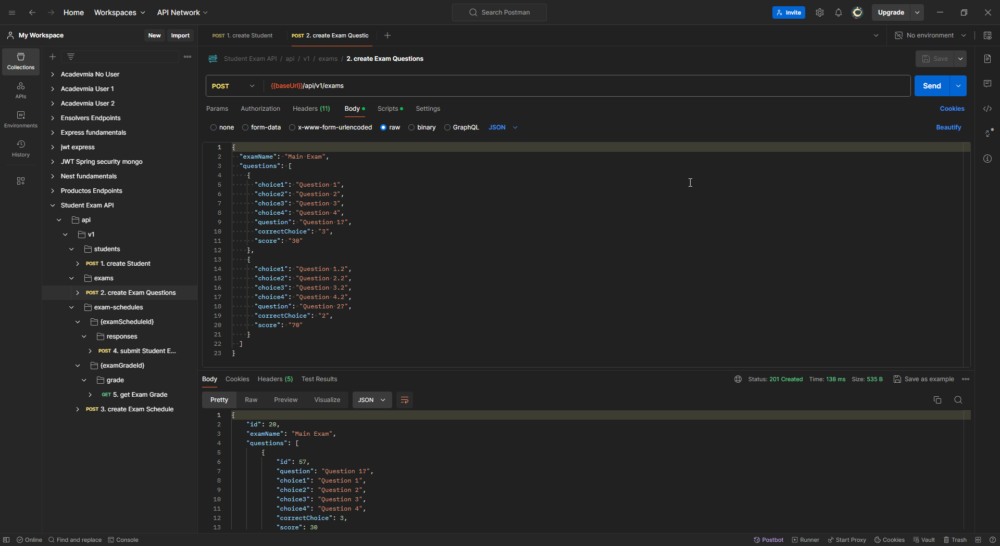 Home Workspaces API Network Search Postman Invite Upgrade
My Workspace New Import POST 1. create Student POST 2. create Exam Questio No environment
Collections
APIs
Environments
History
Acadevmia No User
Acadevmia User 1
Acadevmia User 2
Ensolvers Endpoints
Express fundamentals
jwt express
JWT Spring security mongo
Nest fundamentals
Productos Endpoints
Student Exam API
api
v1
students
POST 1. create Student
exams
POST 2. create Exam Questions
exam-schedules
{examScheduleId}
responses
POST 4. submit Student E...
{examGradeId}
grade
GET 5. get Exam Grade
POST 3. create Exam Schedule
HTTP Student Exam API / api / v1 / exams / 2. create Exam Questions Save
POST {{baseUrl}}/api/v1/exams Send
Params Authorization Headers (11) Body Scripts Settings Cookies
none form-data x-www-form-urlencoded raw binary GraphQL JSON Beautify
1 {
2 "examName": "Main Exam",
3 "questions": [
4 {
5 "choice1": "Question 1",
6 "choice2": "Question 2",
7 "choice3": "Question 3",
8 "choice4": "Question 4",
9 "question": "Question 1?",
10 "correctChoice": "3",
11 "score": "30"
12 },
13 {
14 "choice1": "Question 1.2",
15 "choice2": "Question 2.2",
16 "choice3": "Question 3.2",
17 "choice4": "Question 4.2",
18 "question": "Question 2?",
19 "correctChoice": "2",
20 "score": "70"
21 }
22 ]
23 }
Body Cookies Headers (5) Test Results Status: 201 Created Time: 138 ms Size: 535 B Save as example
Pretty Raw Preview Visualize JSON
1 {
2 "id": 20,
3 "examName": "Main Exam",
4 "questions": [
5 {
6 "id": 57,
7 "question": "Question 1?",
8 "choice1": "Question 1",
9 "choice2": "Question 2",
10 "choice3": "Question 3",
11 "choice4": "Question 4",
12 "correctChoice": 3,
13 "score": 30
Online Find and replace Console Postbot Runner Start Proxy Cookies Vault Trash